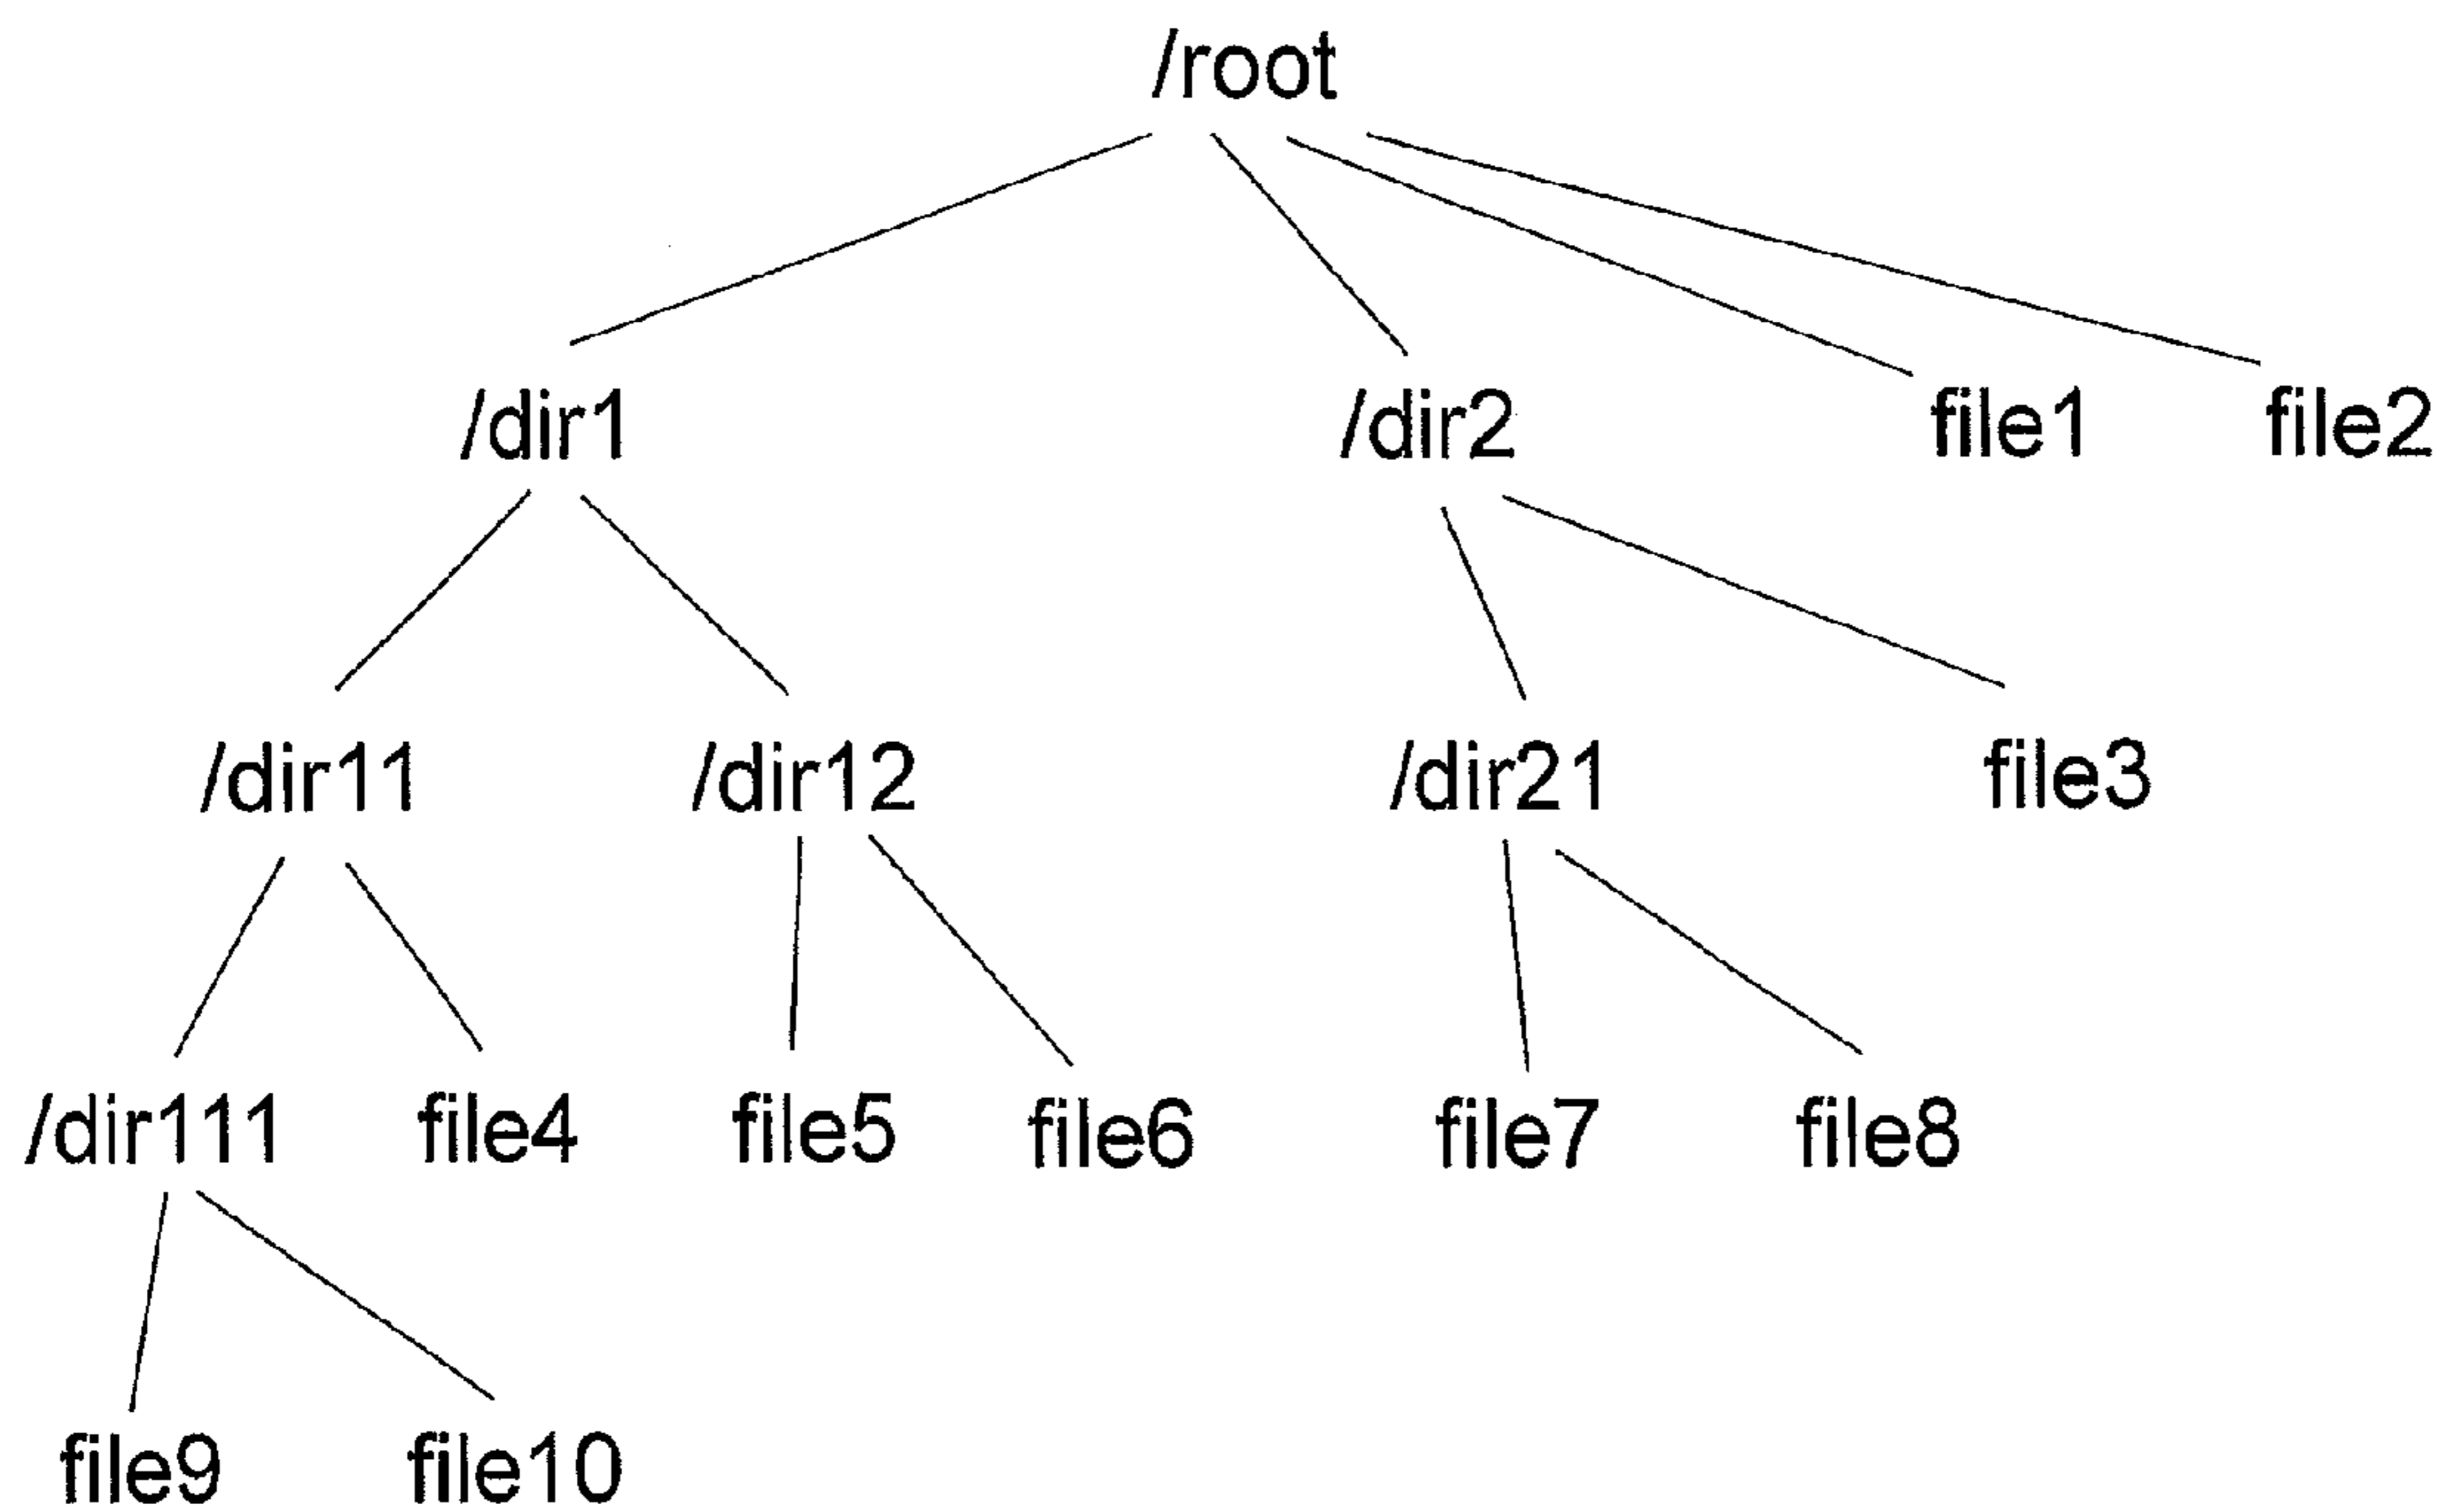 /root
/dir1 /dir2 file1 file2
/dir11 /dir12 /dir21 file3
/dir111 file4 file5 file6 file7 file8
file9 file10